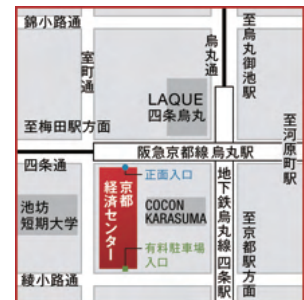 錦小路通
室町通
烏丸通
至烏丸御池駅
LAQUE
四条烏丸
至梅田駅方面
至河原町駅
阪急京都線 烏丸駅
四条通
正面入口
京都
経済センター
池坊
短期大学
COCON
KARASUMA
地下鉄烏丸線 四条駅
至京都駅方面
有料駐車場
入口
綾小路通